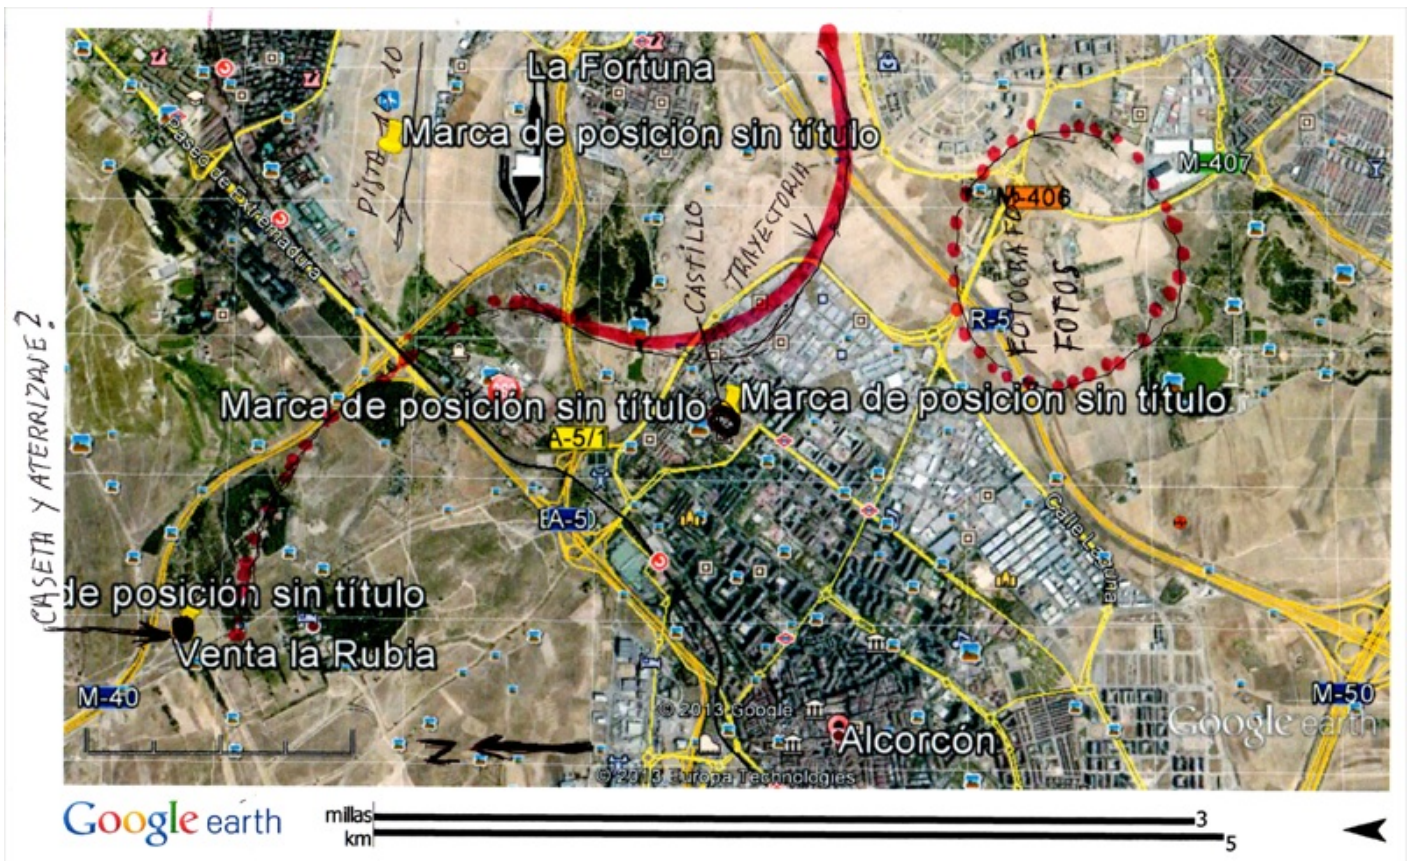 La Fortuna
PISTA 10
Marca de posición sin título
Paseo de Extremadura
M-407
M-406
TRAYECTORIA
CASTILLO
R-5
FOTOS
Marca de posición sin título
Marca de posición sin título
A-5/1
A-5
Calle Laguna
CASETA Y ATERRIZAJE?
de posición sin título
Venta la Rubia
M-40
M-50
© 2013 Google
Google earth
Alcorcón
N
© 2013 Europa Technologies
Google earth
millas
3
km
5